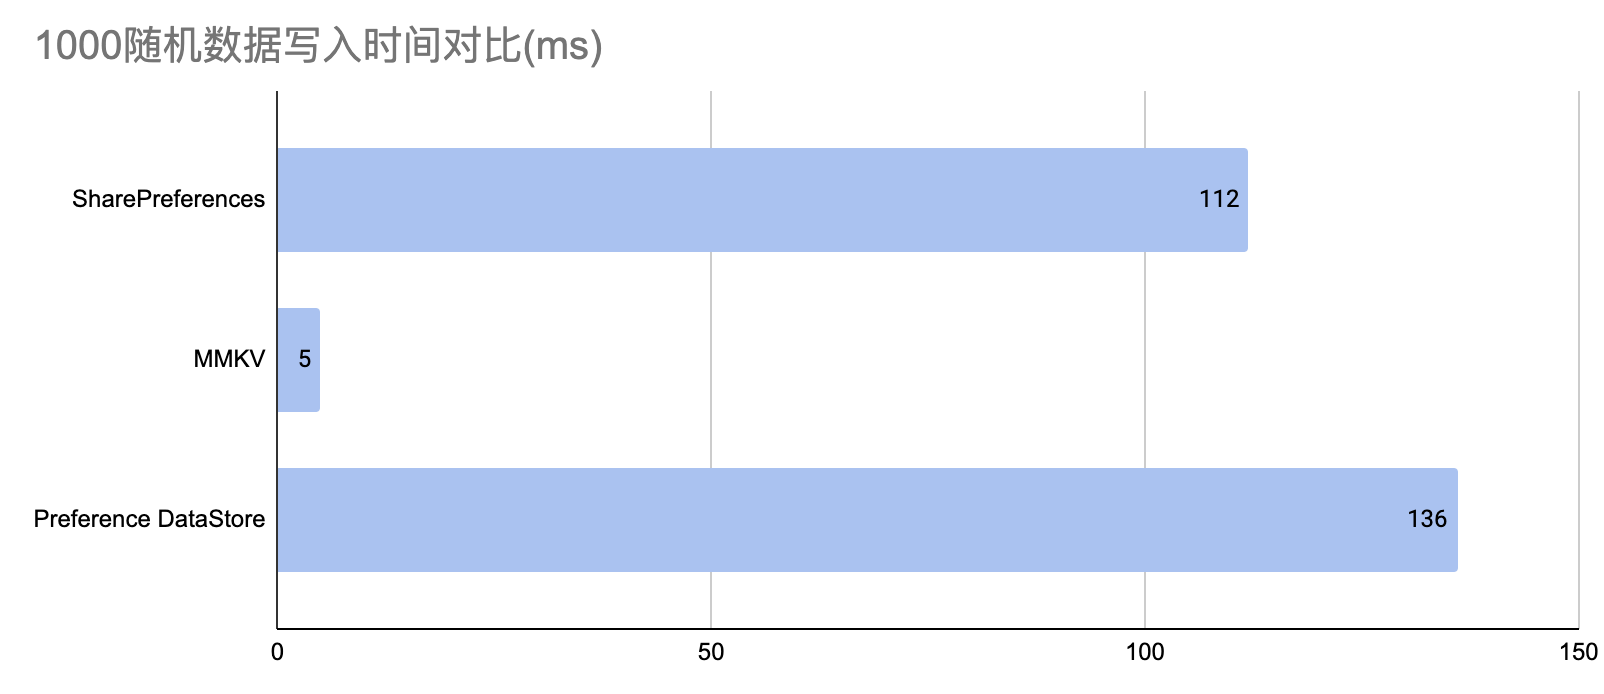 1000随机数据写入时间对比(ms)
SharePreferences
112
MMKV
5
Preference DataStore
136
0
50
100
150